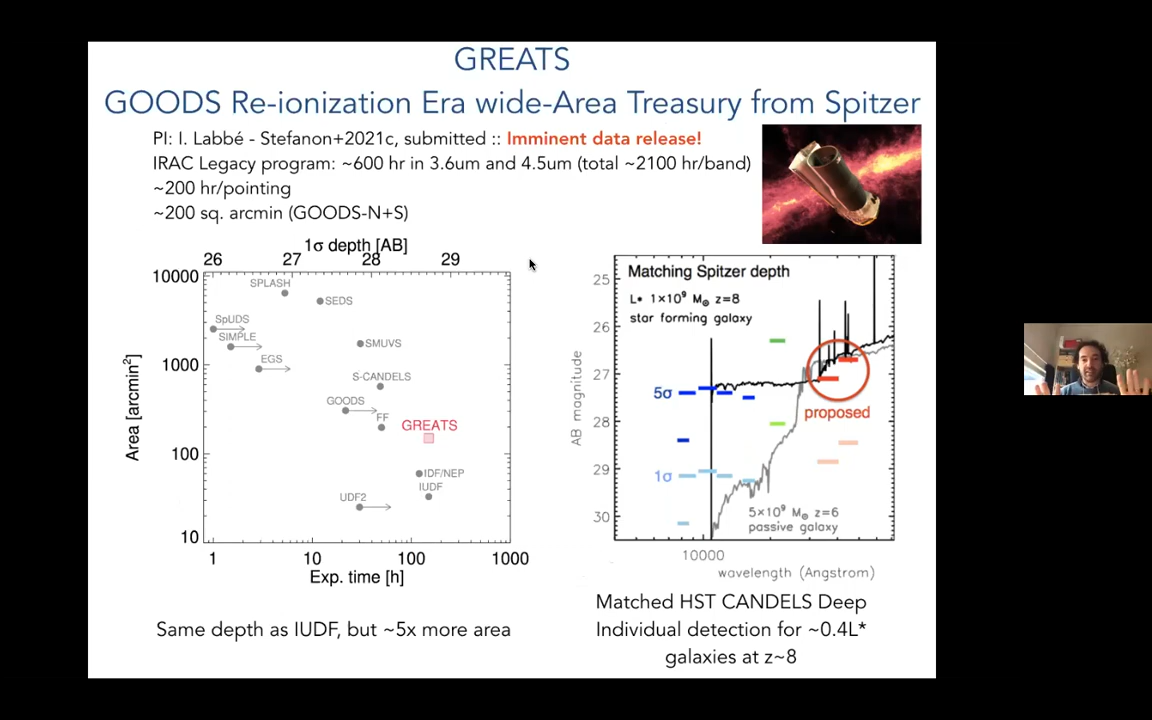 GREATS
GOODS Re-ionization Era wide-Area Treasury from Spitzer
PI: I. Labbé - Stefanon+2021c, submitted :: Imminent data release!
IRAC Legacy program: ~600 hr in 3.6um and 4.5um (total ~2100 hr/band)
~200 hr/pointing
~200 sq. arcmin (GOODS-N+S)
1σ depth [AB]
26 27 28 29
10000
1000
100
10
Area [arcmin²]
SPLASH
SEDS
SpUDS
SIMPLE
SMUVS
EGS
S-CANDELS
GOODS
FF
GREATS
IDF/NEP
IUDF
UDF2
1 10 100 1000
Exp. time [h]
Same depth as IUDF, but ~5x more area
Matching Spitzer depth
L* 1×10⁹ M☉ z=8
star forming galaxy
25
26
27
28
29
30
AB magnitude
5σ
proposed
1σ
5×10⁹ M☉ z=6
passive galaxy
10000
wavelength (Angstrom)
Matched HST CANDELS Deep
Individual detection for ~0.4L*
galaxies at z~8